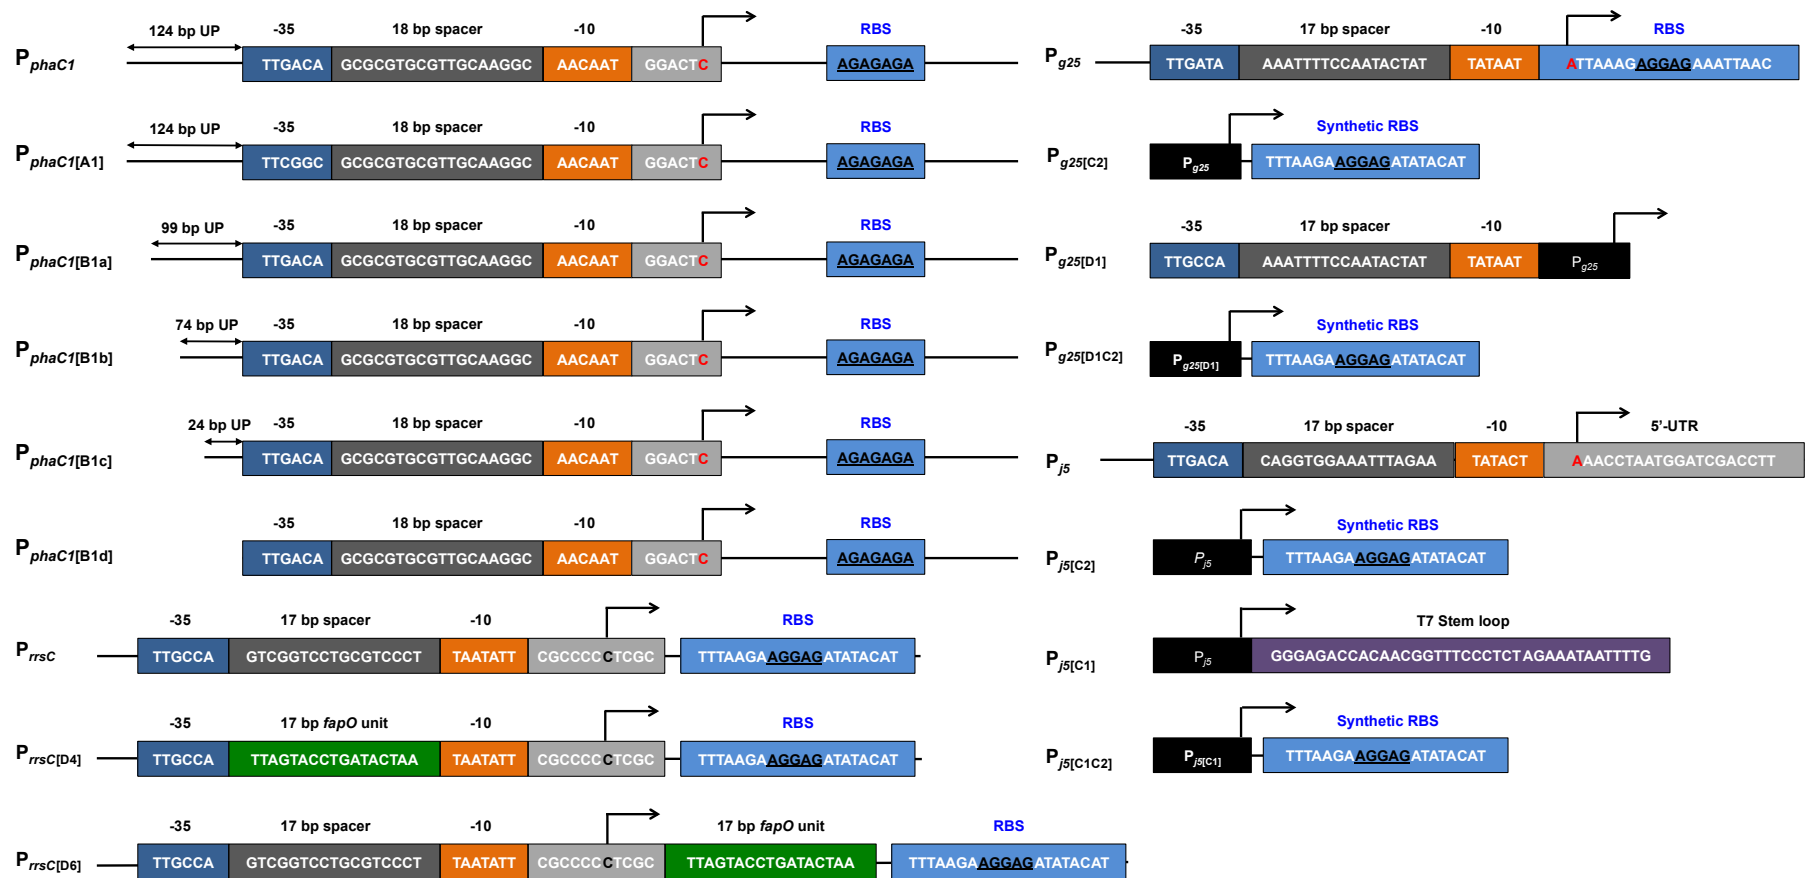 124 bp UP -35 18 bp spacer -10 RBS
PphaC1 TTGACA GCGCGTGCGTTGCAAGGC AACAAT GGACTC AGAGAGA
124 bp UP -35 18 bp spacer -10 RBS
PphaC1[A1] TTCGGC GCGCGTGCGTTGCAAGGC AACAAT GGACTC AGAGAGA
99 bp UP -35 18 bp spacer -10 RBS
PphaC1[B1a] TTGACA GCGCGTGCGTTGCAAGGC AACAAT GGACTC AGAGAGA
74 bp UP -35 18 bp spacer -10 RBS
PphaC1[B1b] TTGACA GCGCGTGCGTTGCAAGGC AACAAT GGACTC AGAGAGA
24 bp UP -35 18 bp spacer -10 RBS
PphaC1[B1c] TTGACA GCGCGTGCGTTGCAAGGC AACAAT GGACTC AGAGAGA
-35 18 bp spacer -10 RBS
PphaC1[B1d] TTGACA GCGCGTGCGTTGCAAGGC AACAAT GGACTC AGAGAGA
-35 17 bp spacer -10 RBS
PrrsC TTGCCA GTCGGTCCTGCGTCCCT TAATATT CGCCCC CTCGC TTTAAGAAGGAGATATACAT
-35 17 bp fapO unit -10 RBS
PrrsC[D4] TTGCCA TTAGTACCTGATACTAA TAATATT CGCCCC CTCGC TTTAAGAAGGAGATATACAT
-35 17 bp spacer -10 17 bp fapO unit RBS
PrrsC[D6] TTGCCA GTCGGTCCTGCGTCCCT TAATATT CGCCCC CTCGC TTAGTACCTGATACTAA TTTAAGAAGGAGATATACAT
-35 17 bp spacer -10 RBS
Pg25 TTGATA AAATTTTCCAATACTAT TATAAT ATTAAAGAGGAGAAATTAAC
Synthetic RBS
Pg25[C2] Pg25 TTTAAGAAGGAGATATACAT
-35 17 bp spacer -10
Pg25[D1] TTGCCA AAATTTTCCAATACTAT TATAAT Pg25
Synthetic RBS
Pg25[D1C2] Pg25[D1] TTTAAGAAGGAGATATACAT
-35 17 bp spacer -10 5'-UTR
Pj5 TTGACA CAGGTGGAAATTTAGAA TATACT AAACCTAATGGATCGACCTT
Synthetic RBS
Pj5[C2] Pj5 TTTAAGAAGGAGATATACAT
T7 Stem loop
Pj5[C1] Pj5 GGGAGACCACAACGGTTTCCCTCTAGAAATAATTTTG
Synthetic RBS
Pj5[C1C2] Pj5[C1] TTTAAGAAGGAGATATACAT